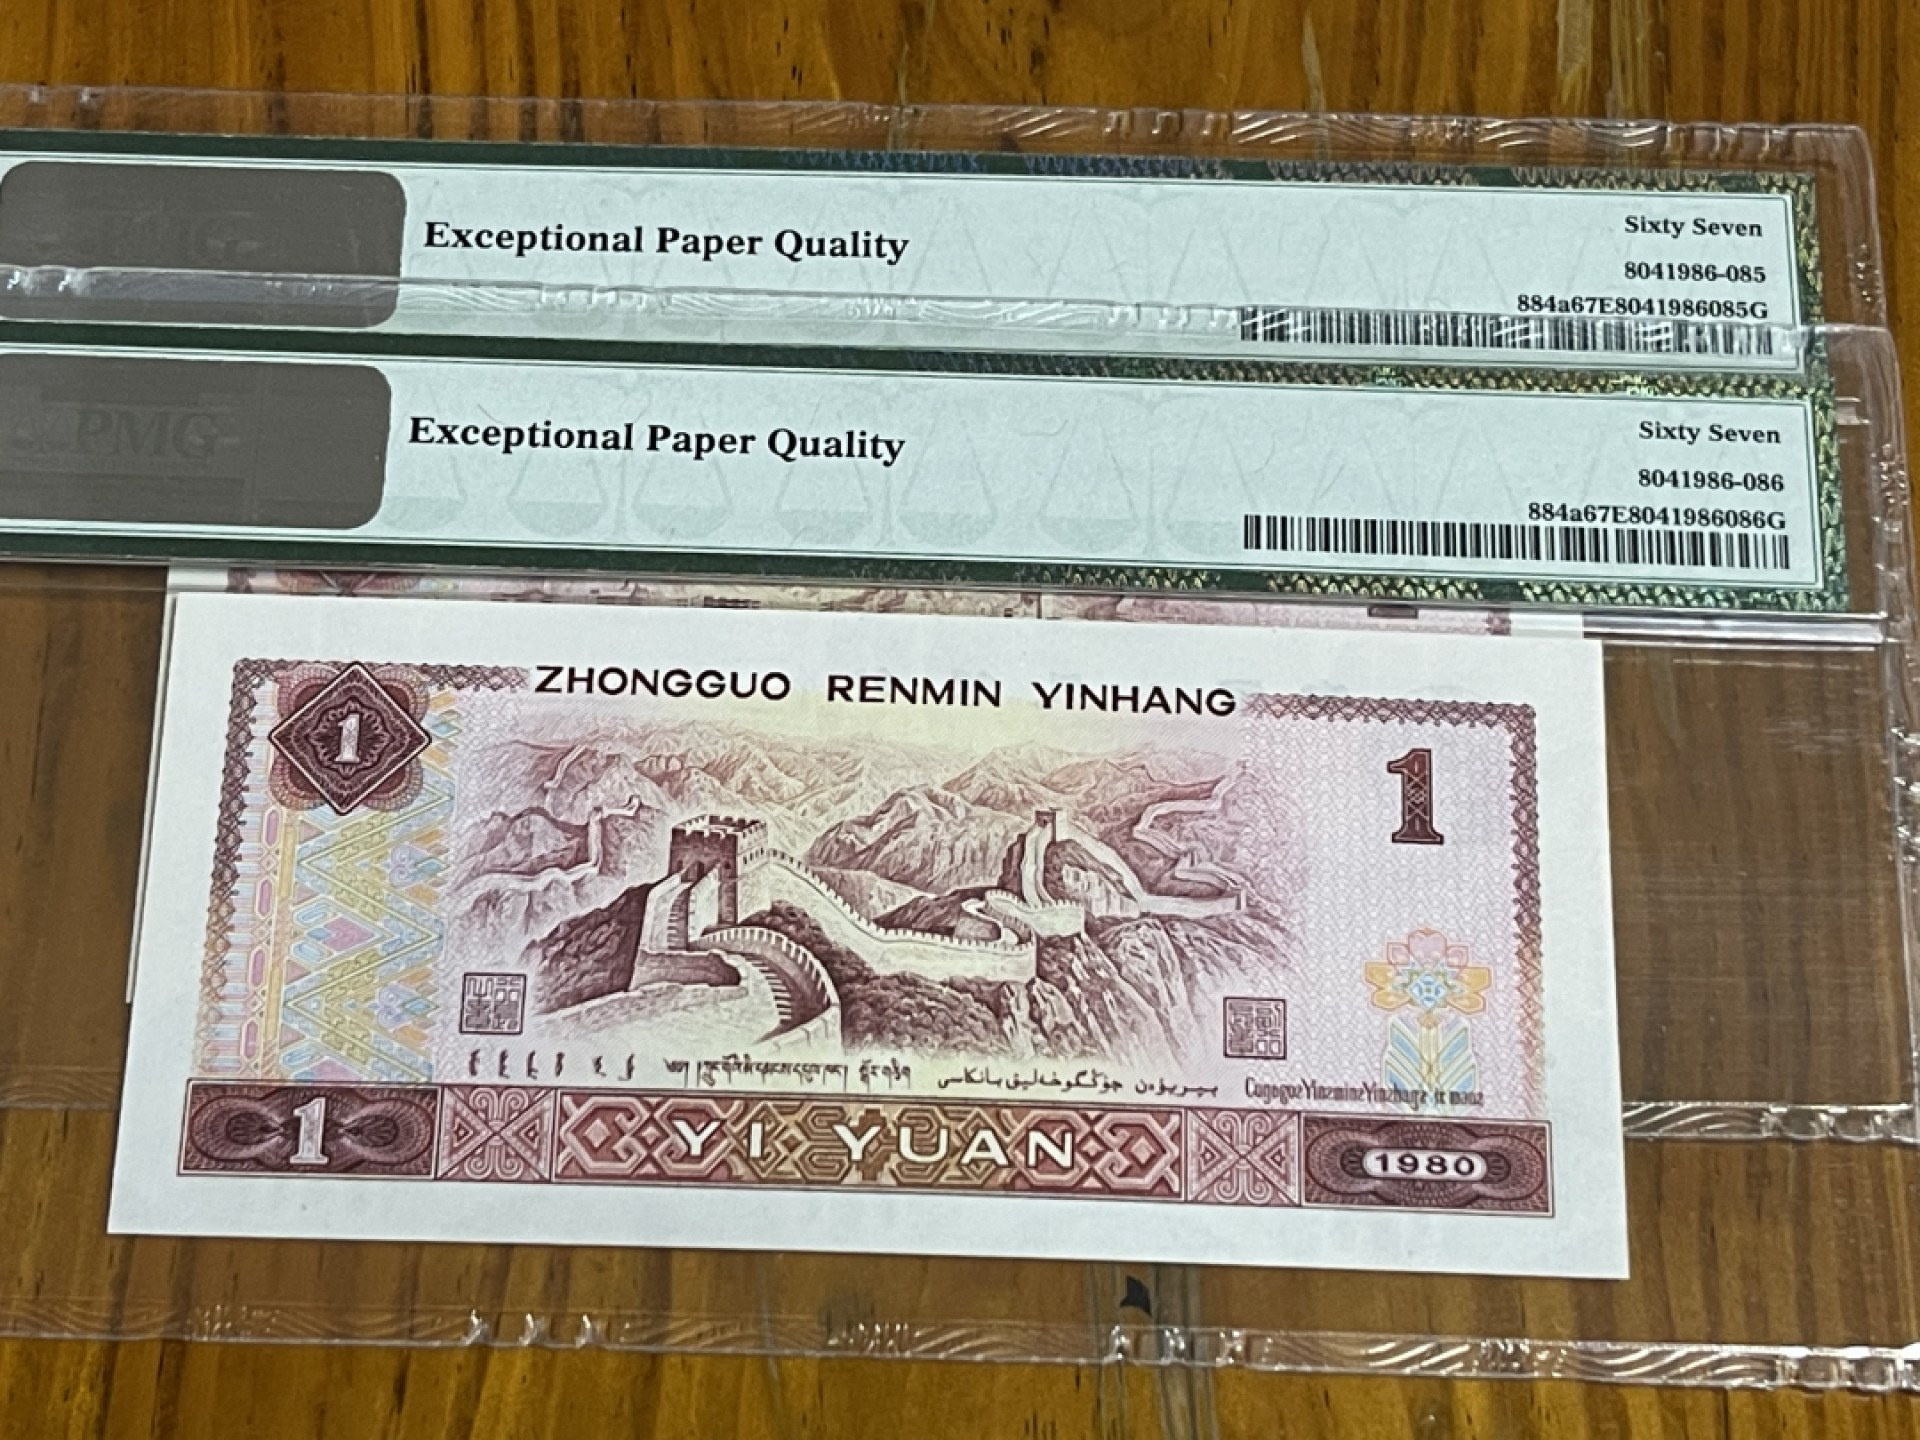 Exceptional Paper Quality
Sixty Seven
8041986-085
884a67E8041986085G
PMG
Exceptional Paper Quality
Sixty Seven
8041986-086
884a67E8041986086G
ZHONGGUO RENMIN YINHANG
1
1
1
YI YUAN
1980